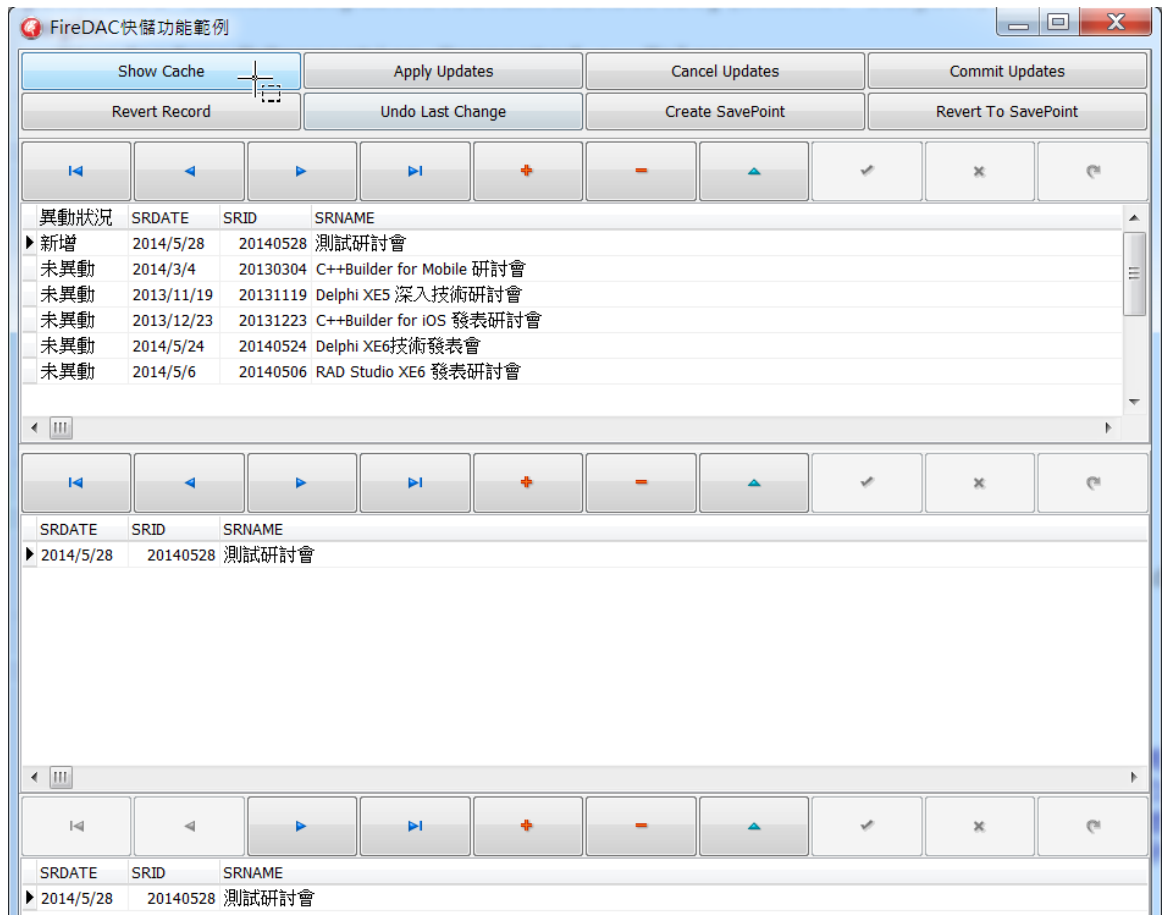 FireDAC快儲功能範例
Show Cache Apply Updates Cancel Updates Commit Updates
Revert Record Undo Last Change Create SavePoint Revert To SavePoint
異動狀況 SRDATE SRID SRNAME
新增 2014/5/28 20140528 測試研討會
未異動 2014/3/4 20130304 C++Builder for Mobile 研討會
未異動 2013/11/19 20131119 Delphi XE5 深入技術研討會
未異動 2013/12/23 20131223 C++Builder for iOS 發表研討會
未異動 2014/5/24 20140524 Delphi XE6技術發表會
未異動 2014/5/6 20140506 RAD Studio XE6 發表研討會
SRDATE SRID SRNAME
2014/5/28 20140528 測試研討會
SRDATE SRID SRNAME
2014/5/28 20140528 測試研討會